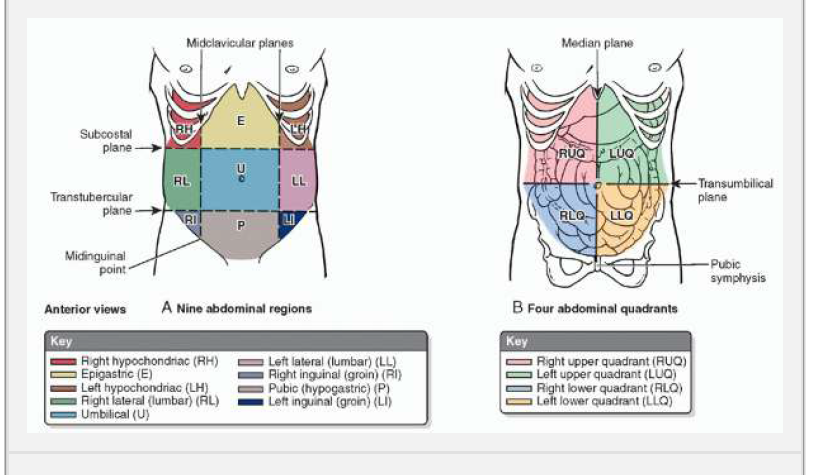 Midclavicular planes
Median plane
E
RH
LH
Subcostal
plane
RUQ
LUQ
U
RL
LL
Transumbilical
plane
Transtubercular
plane
RLQ
LLQ
RI
LI
P
Midinguinal
point
Pubic
symphysis
Anterior views
A Nine abdominal regions
B Four abdominal quadrants
Key
Right hypochondriac (RH)
Epigastric (E)
Left hypochondriac (LH)
Right lateral (lumbar) (RL)
Umbilical (U)
Left lateral (lumbar) (LL)
Right inguinal (groin) (RI)
Pubic (hypogastric) (P)
Left inguinal (groin) (LI)
Key
Right upper quadrant (RUQ)
Left upper quadrant (LUQ)
Right lower quadrant (RLQ)
Left lower quadrant (LLQ)